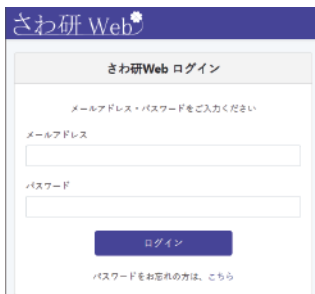 さわ研 Web
さわ研Web ログイン
メールアドレス・パスワードをご入力ください
メールアドレス
パスワード
ログイン
パスワードをお忘れの方は、こちら